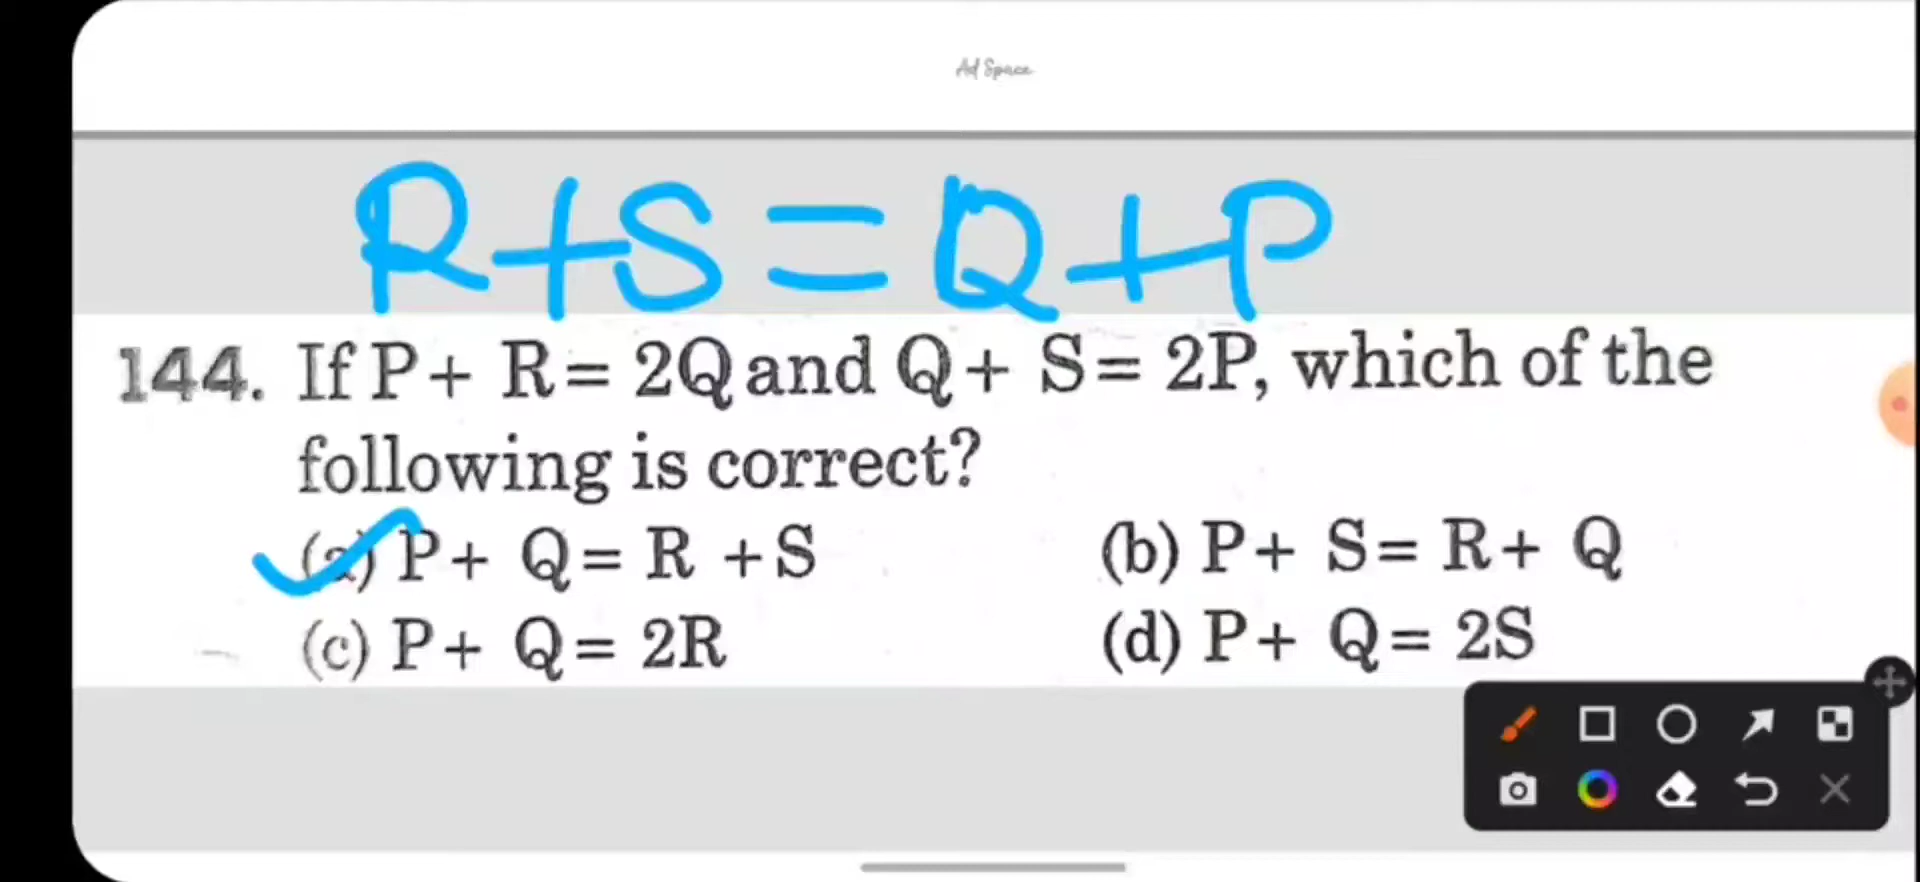 Ad Space
R+S=Q+P
144. If P+ R= 2Q and Q+ S= 2P, which of the
following is correct?
(a) P+ Q= R +S
(b) P+ S= R+ Q
(c) P+ Q= 2R
(d) P+ Q= 2S